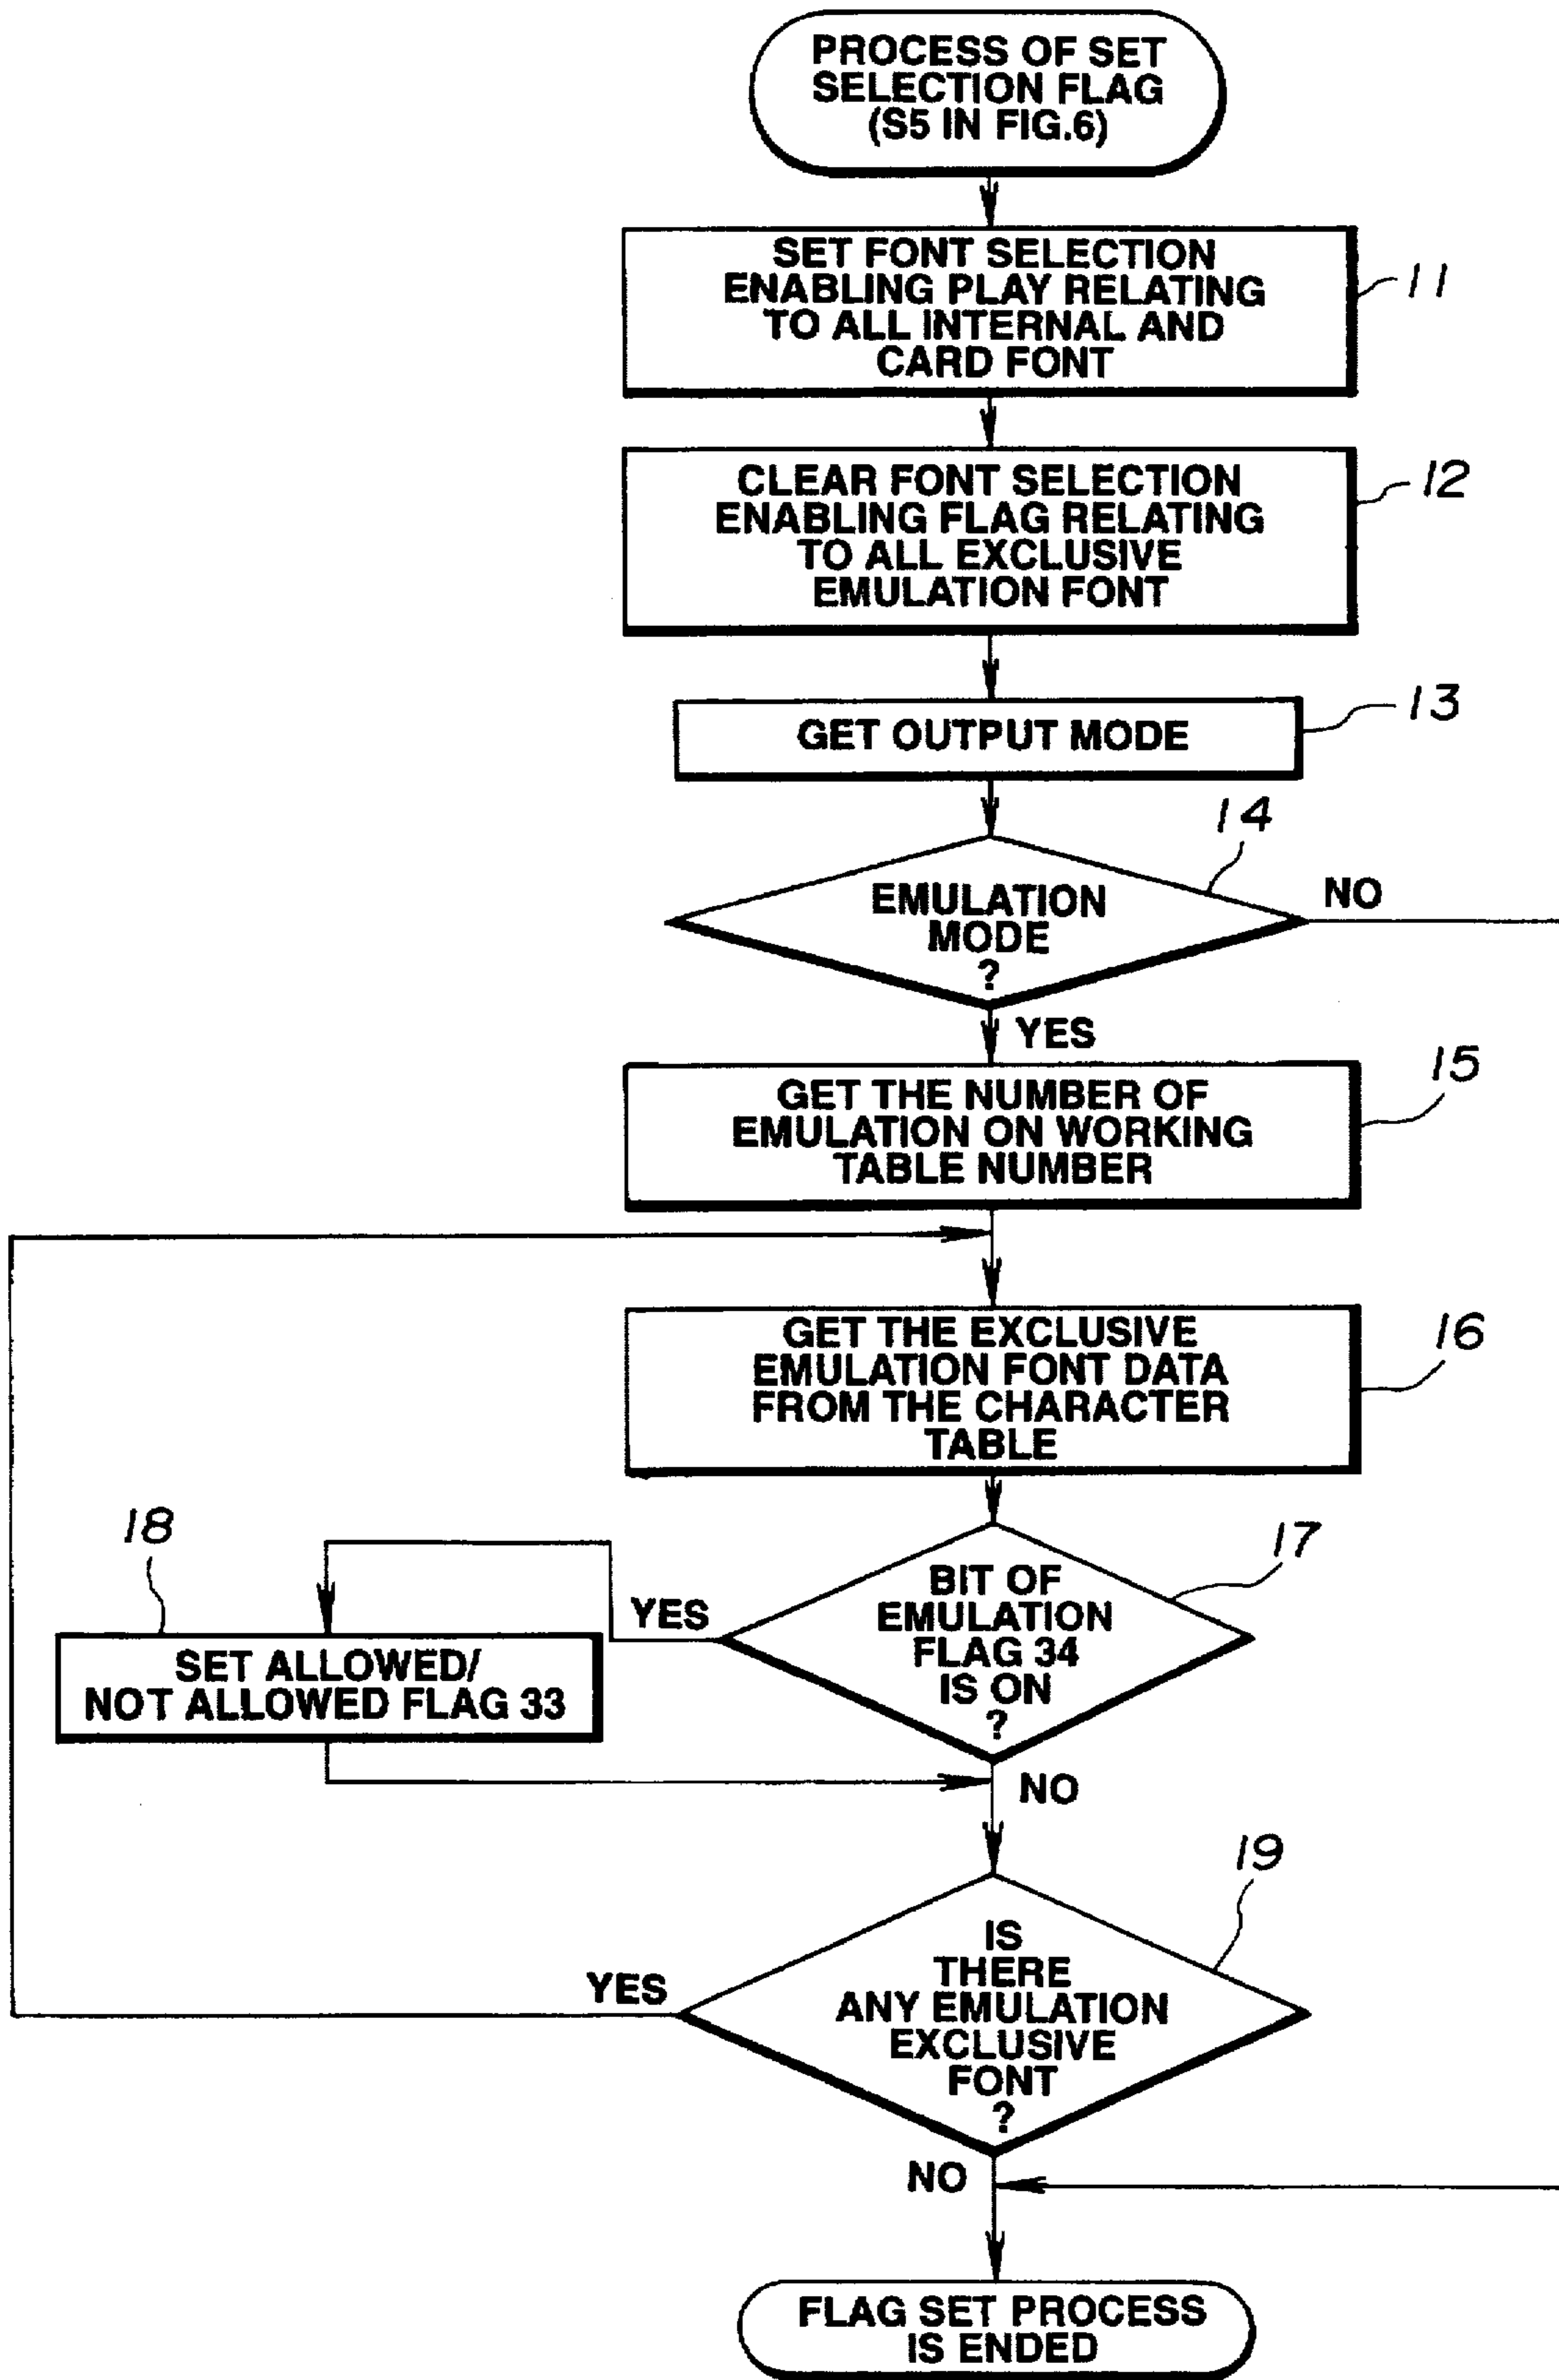 PROCESS OF SET
SELECTION FLAG
(S5 IN FIG.6)
SET FONT SELECTION
ENABLING PLAY RELATING
TO ALL INTERNAL AND
CARD FONT
11
CLEAR FONT SELECTION
ENABLING FLAG RELATING
TO ALL EXCLUSIVE
EMULATION FONT
12
GET OUTPUT MODE
13
14
EMULATION
MODE
?
NO
YES
GET THE NUMBER OF
EMULATION ON WORKING
TABLE NUMBER
15
GET THE EXCLUSIVE
EMULATION FONT DATA
FROM THE CHARACTER
TABLE
16
17
BIT OF
EMULATION
FLAG 34
IS ON
?
YES
18
SET ALLOWED/
NOT ALLOWED FLAG 33
NO
19
IS
THERE
ANY EMULATION
EXCLUSIVE
FONT
?
YES
NO
FLAG SET PROCESS
IS ENDED